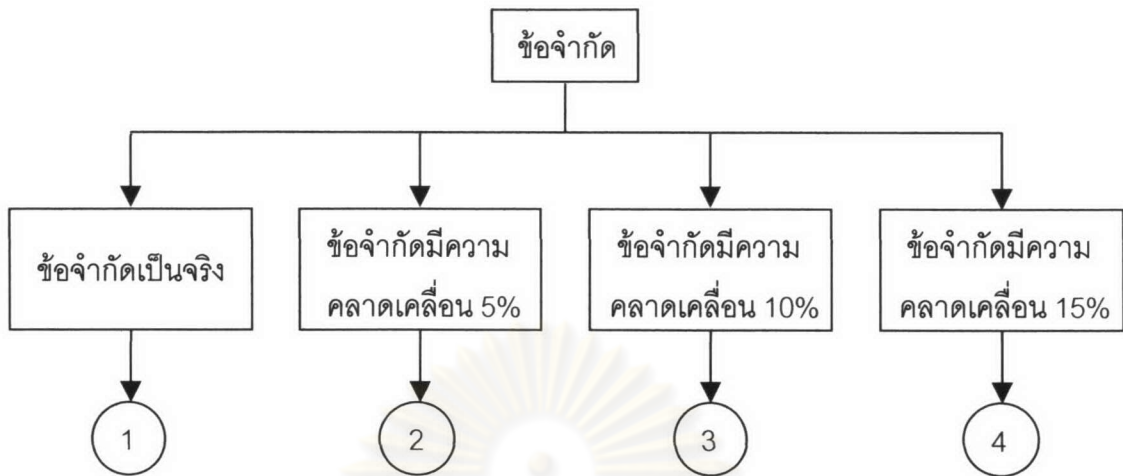 ข้อจำกัด
ข้อจำกัดเป็นจริง
ข้อจำกัดมีความ
คลาดเคลื่อน 5%
ข้อจำกัดมีความ
คลาดเคลื่อน 10%
ข้อจำกัดมีความ
คลาดเคลื่อน 15%
1
2
3
4